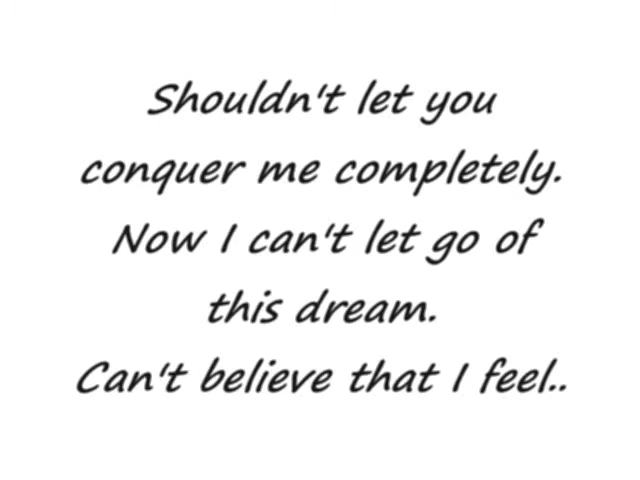 Shouldn't let you
conquer me completely.
Now I can't let go of
this dream.
Can't believe that I feel..